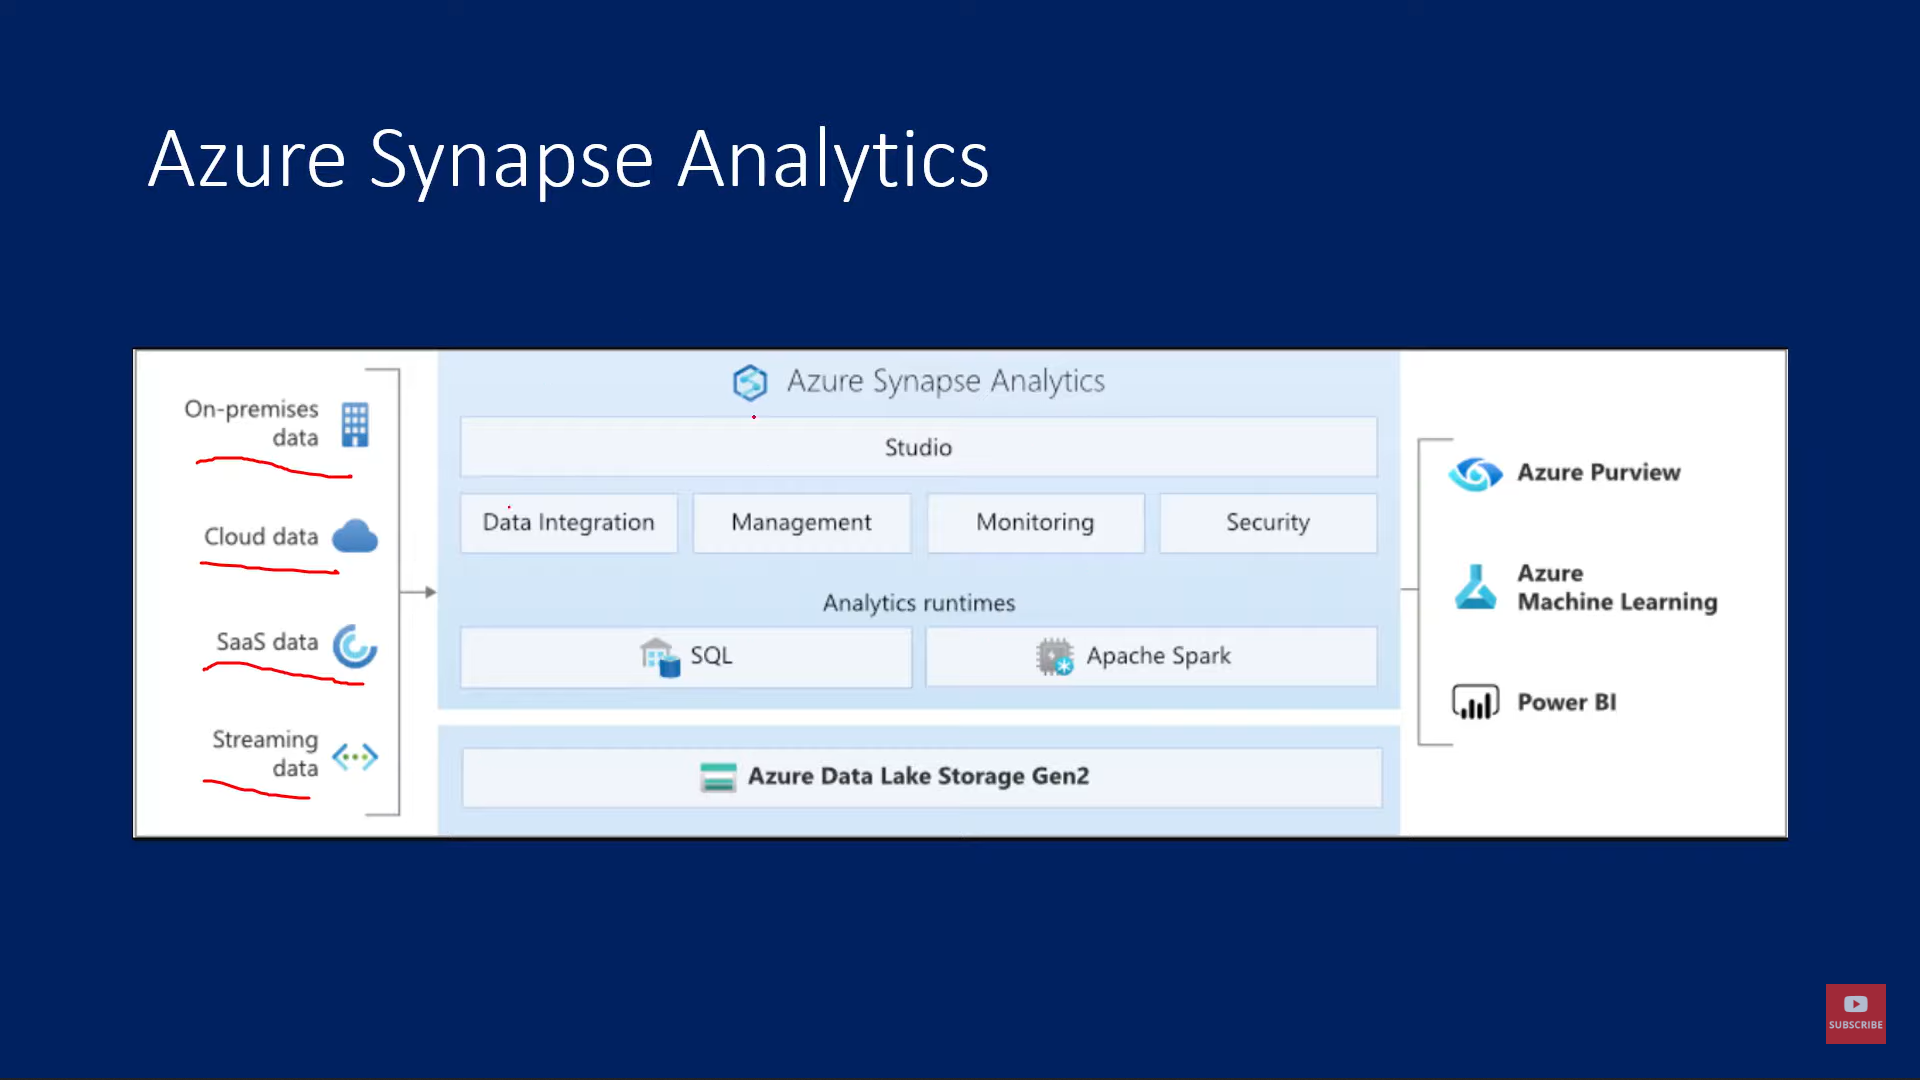 Azure Synapse Analytics
On-premises
data
Cloud data
SaaS data
Streaming
data
Azure Synapse Analytics
Studio
Data Integration
Management
Monitoring
Security
Analytics runtimes
SQL
Apache Spark
Azure Data Lake Storage Gen2
Azure Purview
Azure
Machine Learning
Power BI
SUBSCRIBE